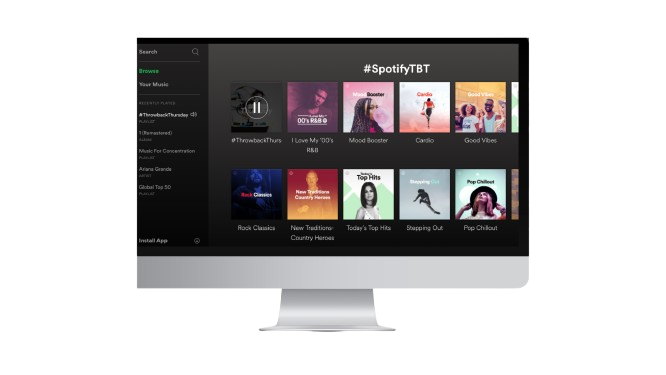 Search
Browse
Your Music
RECENTLY PLAYED
#ThrowbackThursday
PLAYLIST
1 (Remastered)
Music For Concentration
PLAYLIST
Ariana Grande
ARTIST
Global Top 50
PLAYLIST
Install App
#SpotifyTBT
00's R&B
Mood Booster
Cardio
Good Vibes
#ThrowbackThurs
I Love My '00's
R&B
Mood Booster
Cardio
Good Vibes
Rock Classics
New Traditions
Country Heroes
Today's
Top Hits
Stepping Out
Pop Chillout
Rock Classics
New Traditions-
Country Heroes
Today's Top Hits
Stepping Out
Pop Chillout